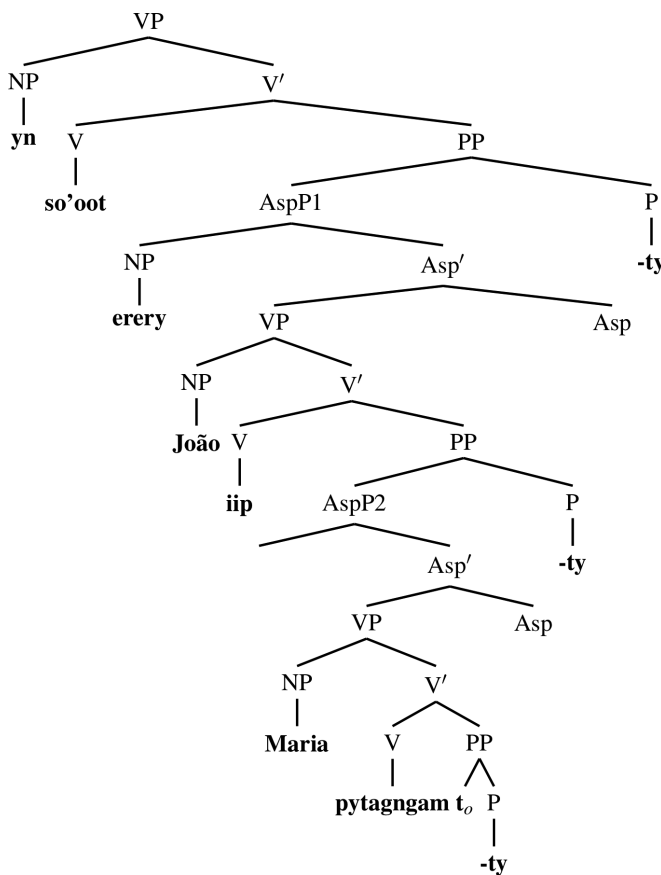 VP
NP V′
yn V PP
so’oot AspP1 P
NP Asp′ -ty
erery VP Asp
NP V′
João V PP
iip AspP2 P
Asp′ -ty
VP Asp
NP V′
Maria V PP
pytagngam to P
-ty